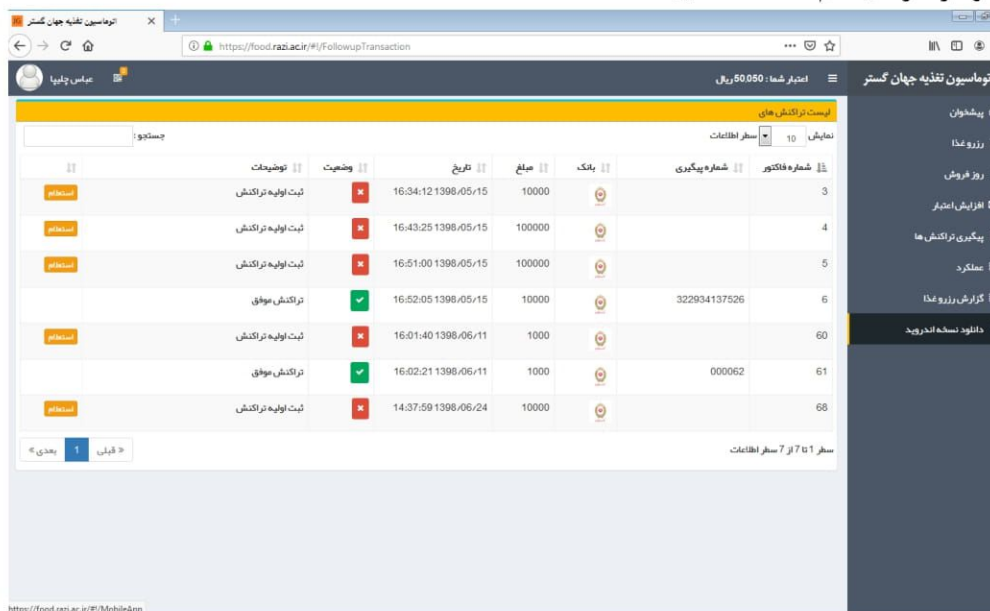 اتوماسیون تغذیه جهان گستر
https://food.razi.ac.ir/#!/FollowupTransaction
اتوماسیون تغذیه جهان گستر
اعتبار شما : 50,050 ریال
عباس چلیپا
پیشخوان
رزرو غذا
روز فروش
افزایش اعتبار
پیگیری تراکنش ها
عملکرد
گزارش رزرو غذا
دانلود نسخه اندروید
لیست تراکنش های
نمایش 10 سطر اطلاعات جستجو :
شماره فاکتور شماره پیگیری بانک مبلغ تاریخ وضعیت توضیحات
3 10000 16:34:12 1398/05/15 ثبت اولیه تراکنش استعلام
4 100000 16:43:25 1398/05/15 ثبت اولیه تراکنش استعلام
5 100000 16:51:00 1398/05/15 ثبت اولیه تراکنش استعلام
6 322934137526 10000 16:52:05 1398/05/15 تراکنش موفق
60 1000 16:01:40 1398/06/11 ثبت اولیه تراکنش استعلام
61 000062 1000 16:02:21 1398/06/11 تراکنش موفق
68 10000 14:37:59 1398/06/24 ثبت اولیه تراکنش استعلام
سطر 1 تا 7 از 7 سطر اطلاعات
« قبلی 1 بعدی »
https://food.razi.ac.ir/#!/MobileApp